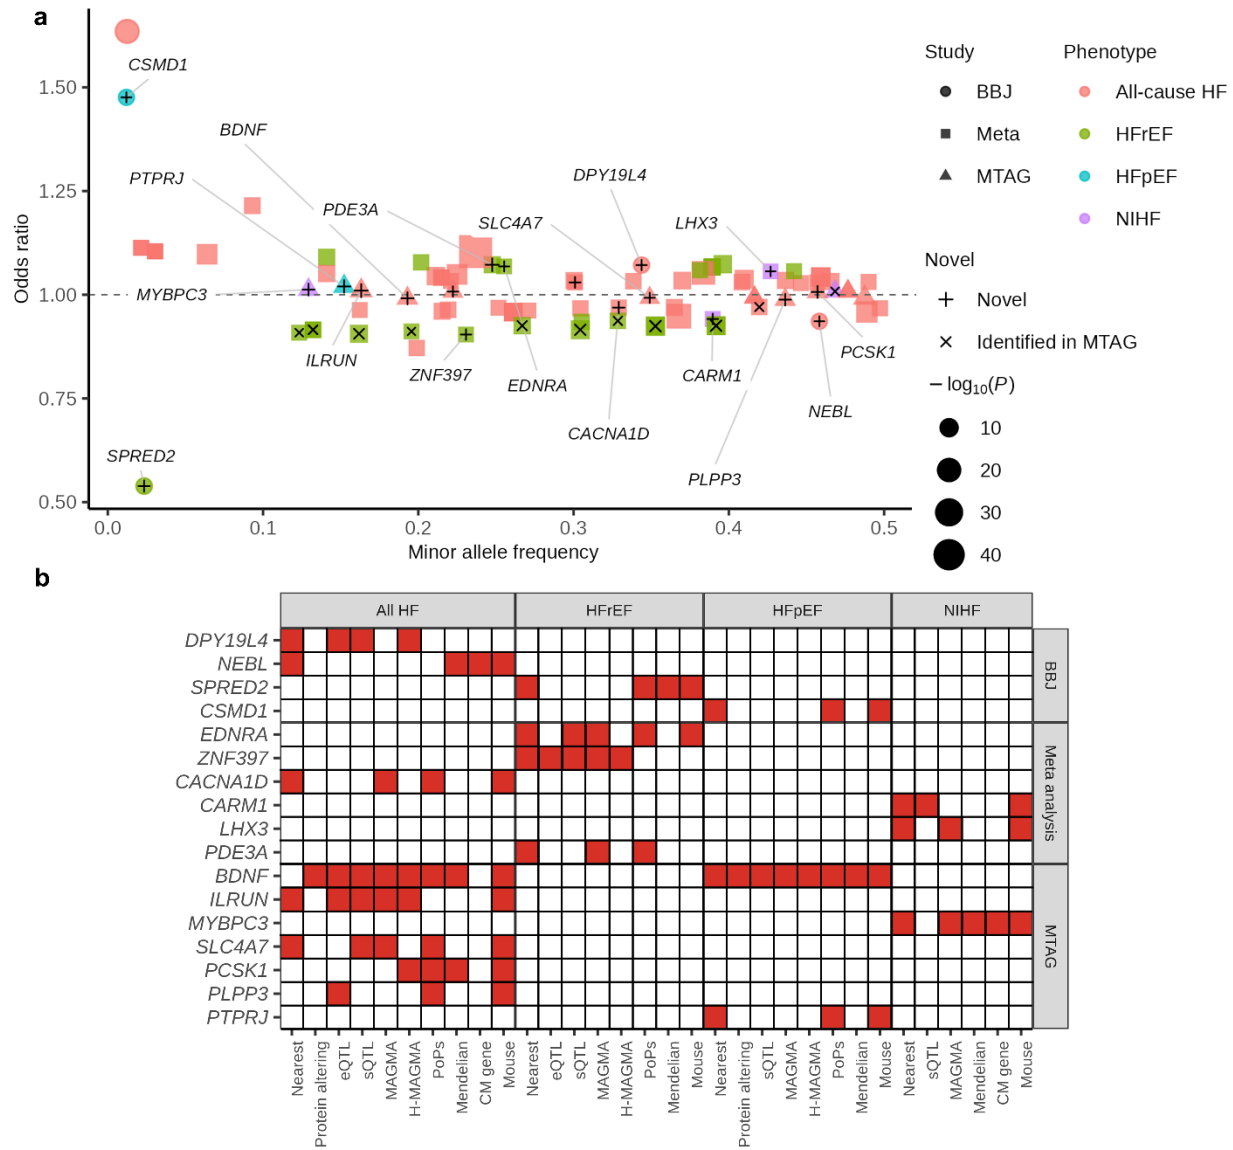 a
Odds ratio
1.50
1.25
1.00
0.75
0.50
0.0
0.1
0.2
0.3
0.4
0.5
Minor allele frequency
CSMD1
BDNF
PTPRJ
PDE3A
DPY19L4
SLC4A7
LHX3
MYBPC3
ILRUN
ZNF397
EDNRA
CARM1
PCSK1
NEBL
CACNA1D
PLPP3
SPRED2
Study
BBJ
Meta
MTAG
Phenotype
All-cause HF
HFrEF
HFpEF
NIHF
Novel
Novel
Identified in MTAG
− log10(P)
10
20
30
40
b
All HF
HFrEF
HFpEF
NIHF
DPY19L4
NEBL
SPRED2
CSMD1
EDNRA
ZNF397
CACNA1D
CARM1
LHX3
PDE3A
BDNF
ILRUN
MYBPC3
SLC4A7
PCSK1
PLPP3
PTPRJ
BBJ
Meta analysis
MTAG
Nearest
Protein altering
eQTL
sQTL
MAGMA
H-MAGMA
PoPs
Mendelian
CM gene
Mouse
Nearest
eQTL
sQTL
MAGMA
H-MAGMA
PoPs
Mendelian
Mouse
Nearest
Protein altering
sQTL
MAGMA
H-MAGMA
PoPs
Mendelian
Mouse
Nearest
sQTL
MAGMA
Mendelian
CM gene
Mouse